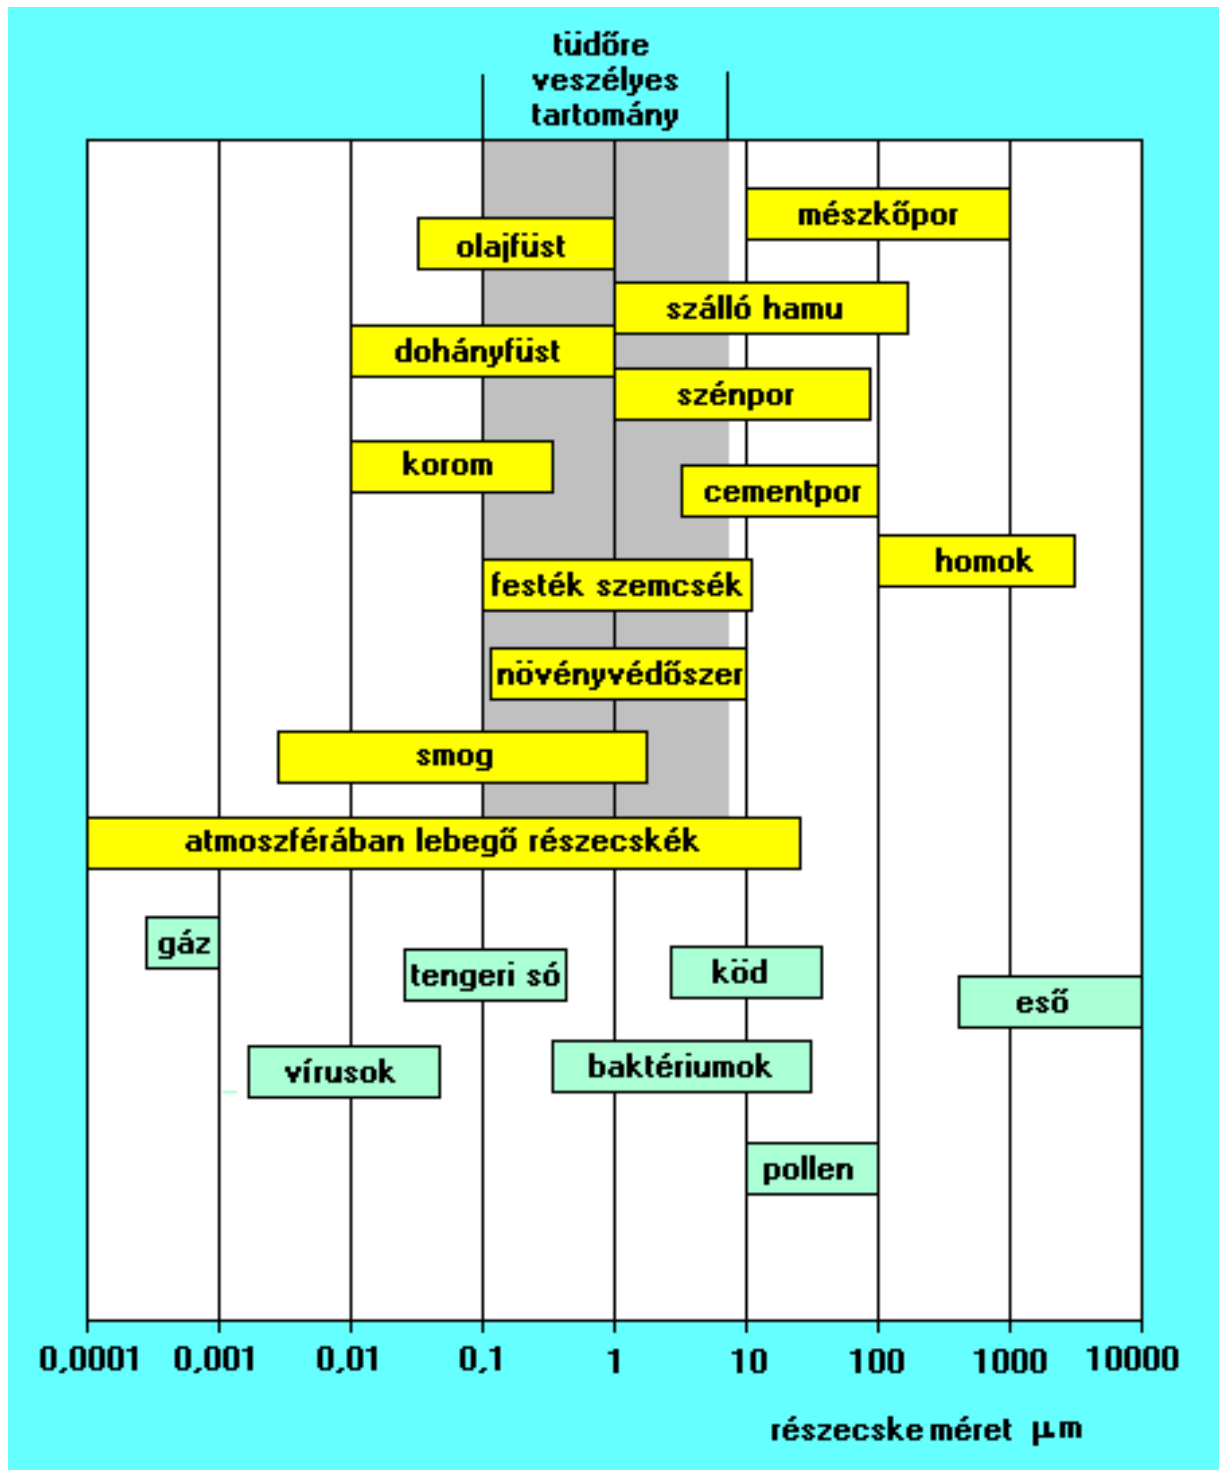 tüdőre
veszélyes
tartomány
mészkőpor
olajfüst
szálló hamu
dohányfüst
szénpor
korom
cementpor
homok
festék szemcsék
növényvédőszer
smog
atmoszférában lebegő részecskék
gáz
tengeri só
köd
eső
vírusok
baktériumok
pollen
0,0001 0,001 0,01 0,1 1 10 100 1000 10000
részecske méret μm